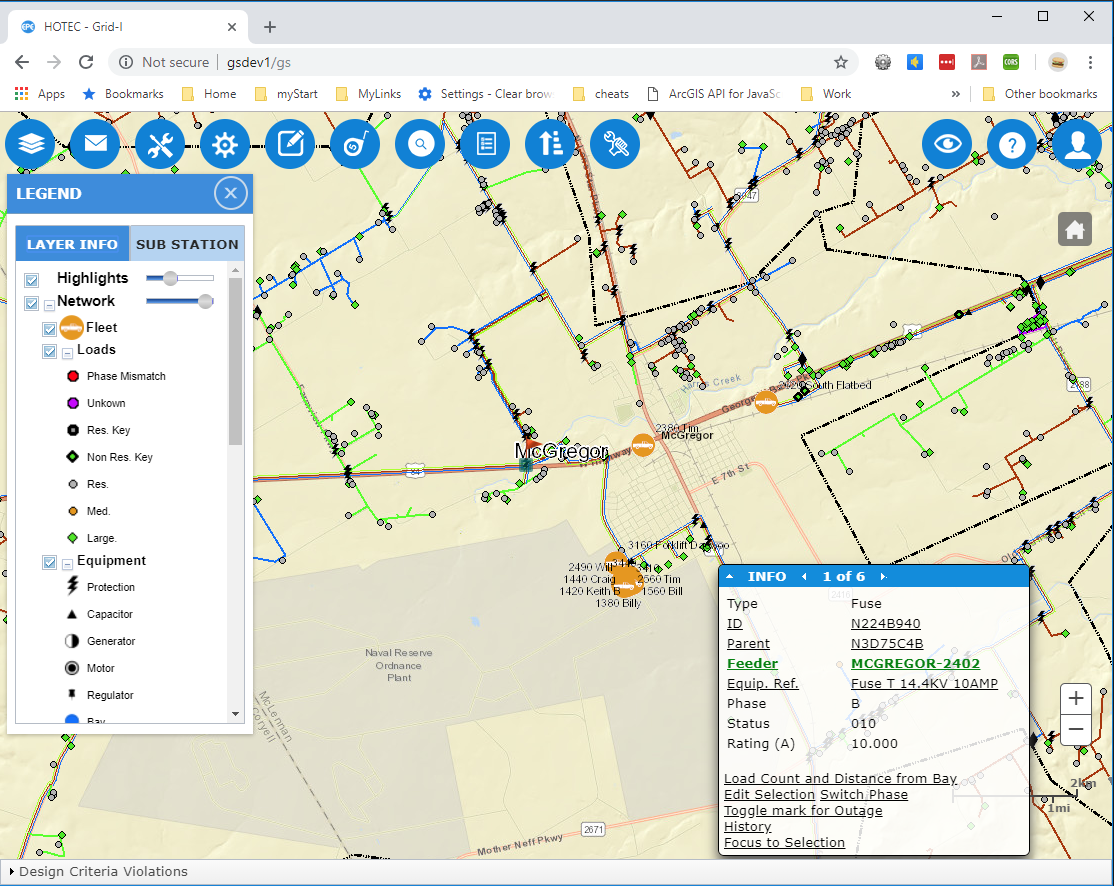 HOTEC - Grid-I
Not secure
gsdev1/gs
Apps
Bookmarks
Home
myStart
MyLinks
Settings - Clear brow
cheats
ArcGIS API for JavaSc
Work
»
Other bookmarks
CORS
LEGEND
LAYER INFO
SUB STATION
Highlights
Network
Fleet
Loads
Phase Mismatch
Unkown
Res. Key
Non Res. Key
Res.
Med.
Large.
Equipment
Protection
Capacitor
Generator
Motor
Regulator
Bay
84
84
2671
McGregor
McGregor
2380 Tim
South Flatbed
Harris Creek
E 7th St
3160 Forklift
2490 Will
1440 Craig
2560 Tim
1420 Keith B
1560 Bill
1380 Billy
Naval Reserve
Ordnance
Plant
McLennan
Coryell
Mother Neff Pkwy
INFO 1 of 6
Type Fuse
ID N224B940
Parent N3D75C4B
Feeder MCGREGOR-2402
Equip. Ref. Fuse T 14.4KV 10AMP
Phase B
Status 010
Rating (A) 10.000
Load Count and Distance from Bay
Edit Selection Switch Phase
Toggle mark for Outage
History
Focus to Selection
+
−
2km
1mi
Design Criteria Violations